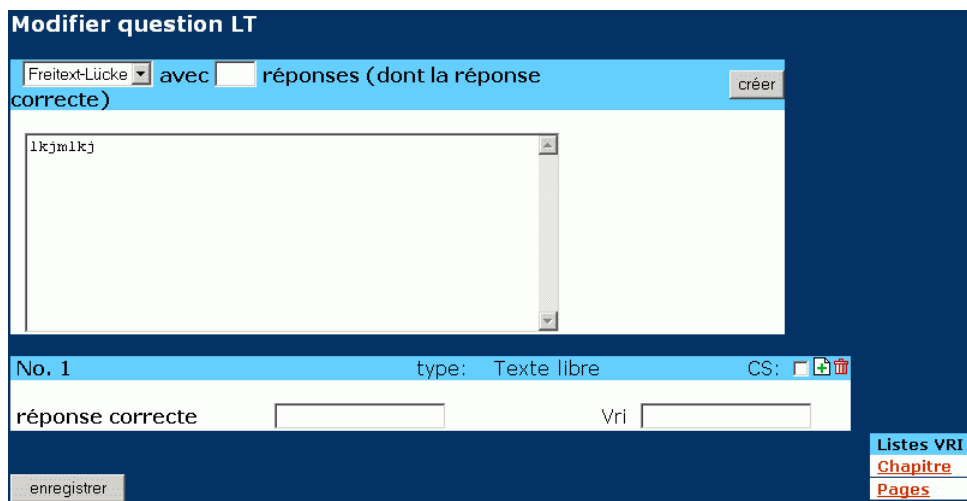 Modifier question LT
Freitext-Lücke avec réponses (dont la réponse
correcte) créer
lkjmlkj
No. 1 type: Texte libre CS:
réponse correcte Vri
Listes VRI
Chapitre
enregistrer Pages